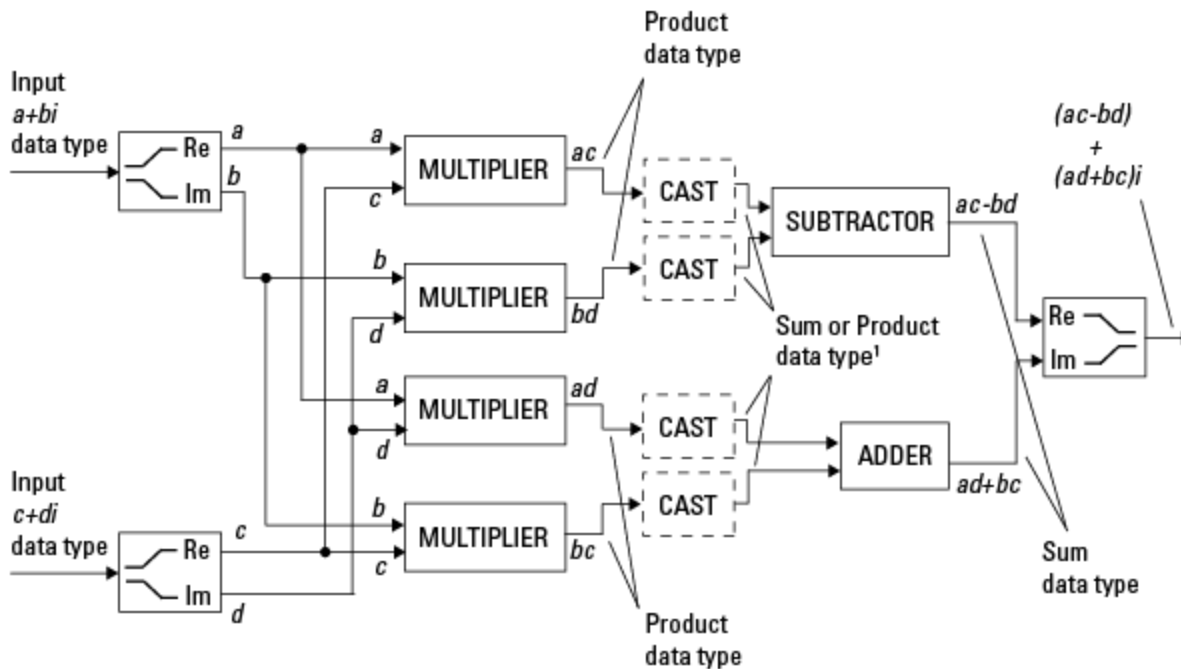 Product
data type
Input
a+bi
data type
(ac-bd)
+
(ad+bc)i
Re
Im
a
b
a
c
MULTIPLIER
ac
CAST
CAST
SUBTRACTOR
ac-bd
b
d
MULTIPLIER
bd
Sum or Product
data type¹
Re
Im
a
d
MULTIPLIER
ad
CAST
CAST
ADDER
ad+bc
Input
c+di
data type
Re
Im
c
d
b
c
MULTIPLIER
bc
Sum
data type
Product
data type